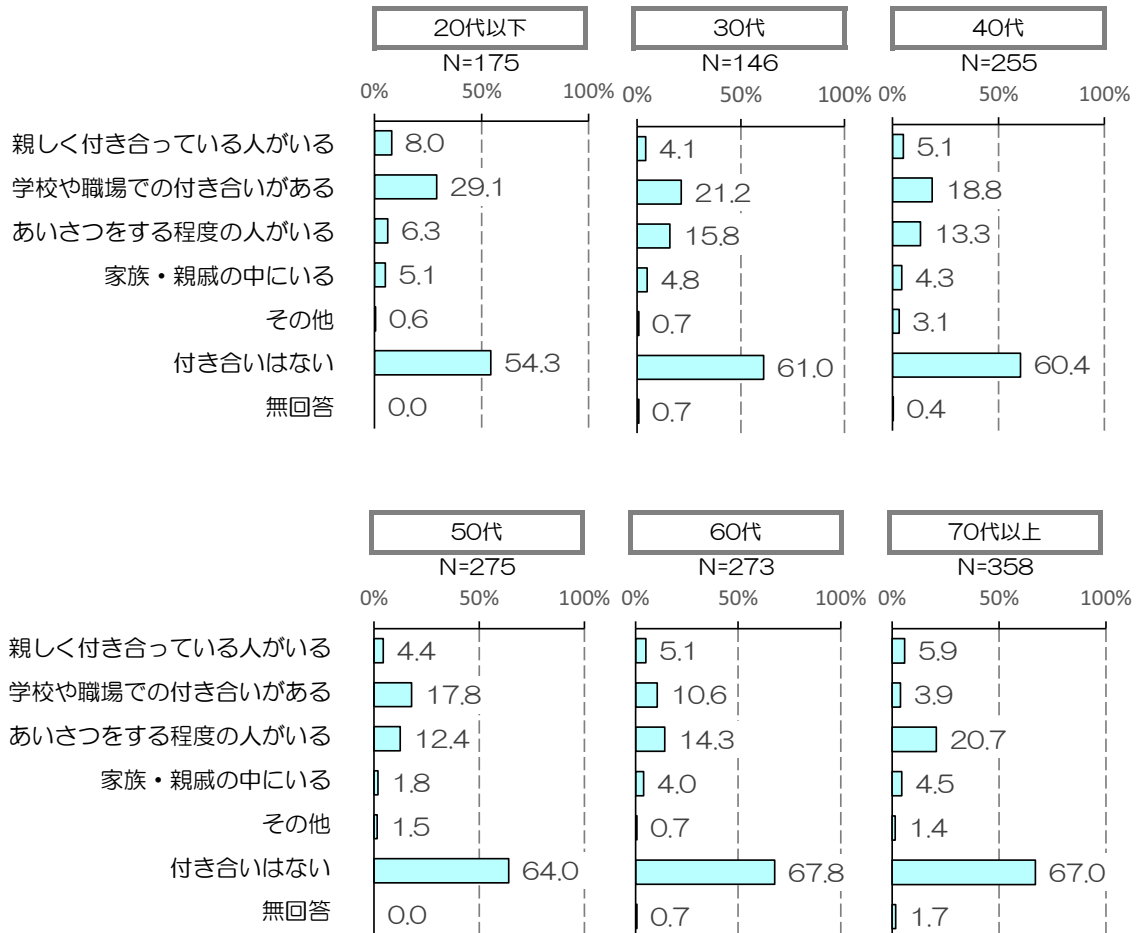 20代以下 30代 40代
N=175 N=146 N=255
0% 50% 100% 0% 50% 100% 0% 50% 100%
親しく付き合っている人がいる 8.0 4.1 5.1
学校や職場での付き合いがある 29.1 21.2 18.8
あいさつをする程度の人がいる 6.3 15.8 13.3
家族・親戚の中にいる 5.1 4.8 4.3
その他 0.6 0.7 3.1
付き合いはない 54.3 61.0 60.4
無回答 0.0 0.7 0.4
50代 60代 70代以上
N=275 N=273 N=358
0% 50% 100% 0% 50% 100% 0% 50% 100%
親しく付き合っている人がいる 4.4 5.1 5.9
学校や職場での付き合いがある 17.8 10.6 3.9
あいさつをする程度の人がいる 12.4 14.3 20.7
家族・親戚の中にいる 1.8 4.0 4.5
その他 1.5 0.7 1.4
付き合いはない 64.0 67.8 67.0
無回答 0.0 0.7 1.7